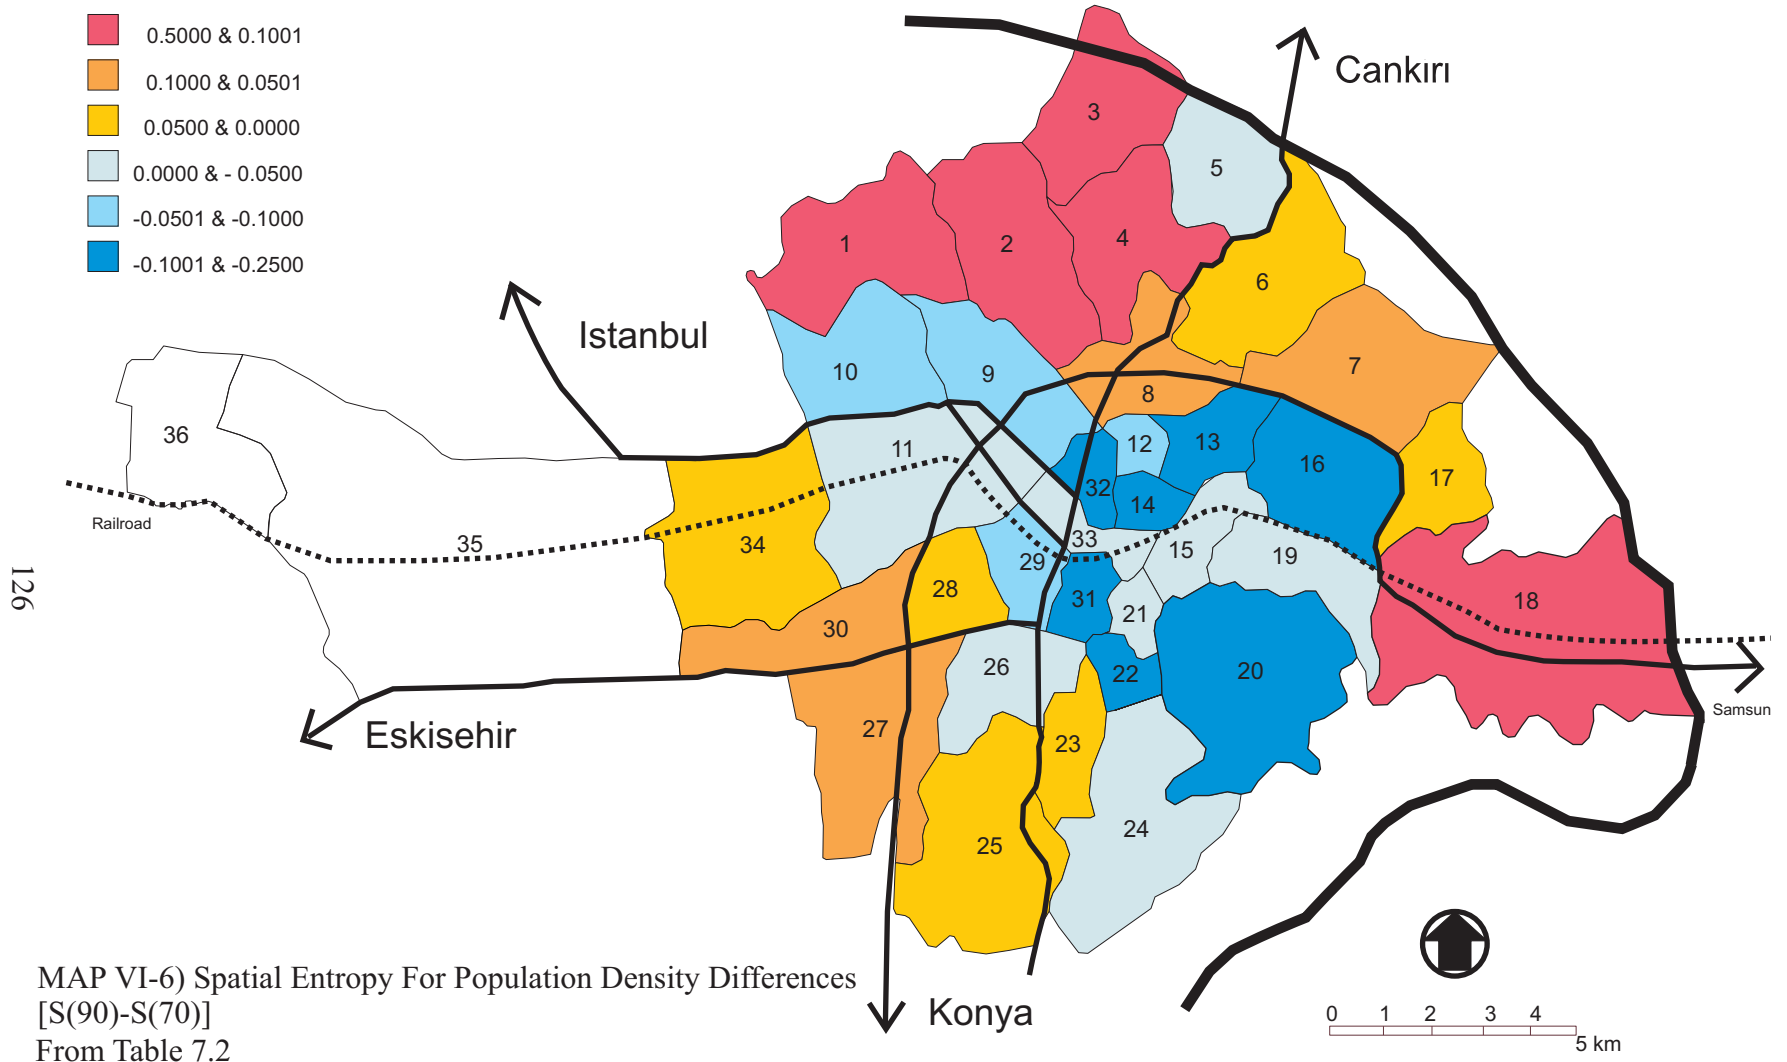 0.5000 & 0.1001
0.1000 & 0.0501
0.0500 & 0.0000
0.0000 & - 0.0500
-0.0501 & -0.1000
-0.1001 & -0.2500
Cankırı
3
5
1
2
4
6
Istanbul
10
9
7
8
36
11
12
13
16
17
32
14
Railroad
35
34
33
15
19
29
28
31
18
21
30
26
22
20
126
Samsun
Eskisehir
27
23
24
25
MAP VI-6) Spatial Entropy For Population Density Differences
[S(90)-S(70)]
From Table 7.2
Konya
0 1 2 3 4
5 km